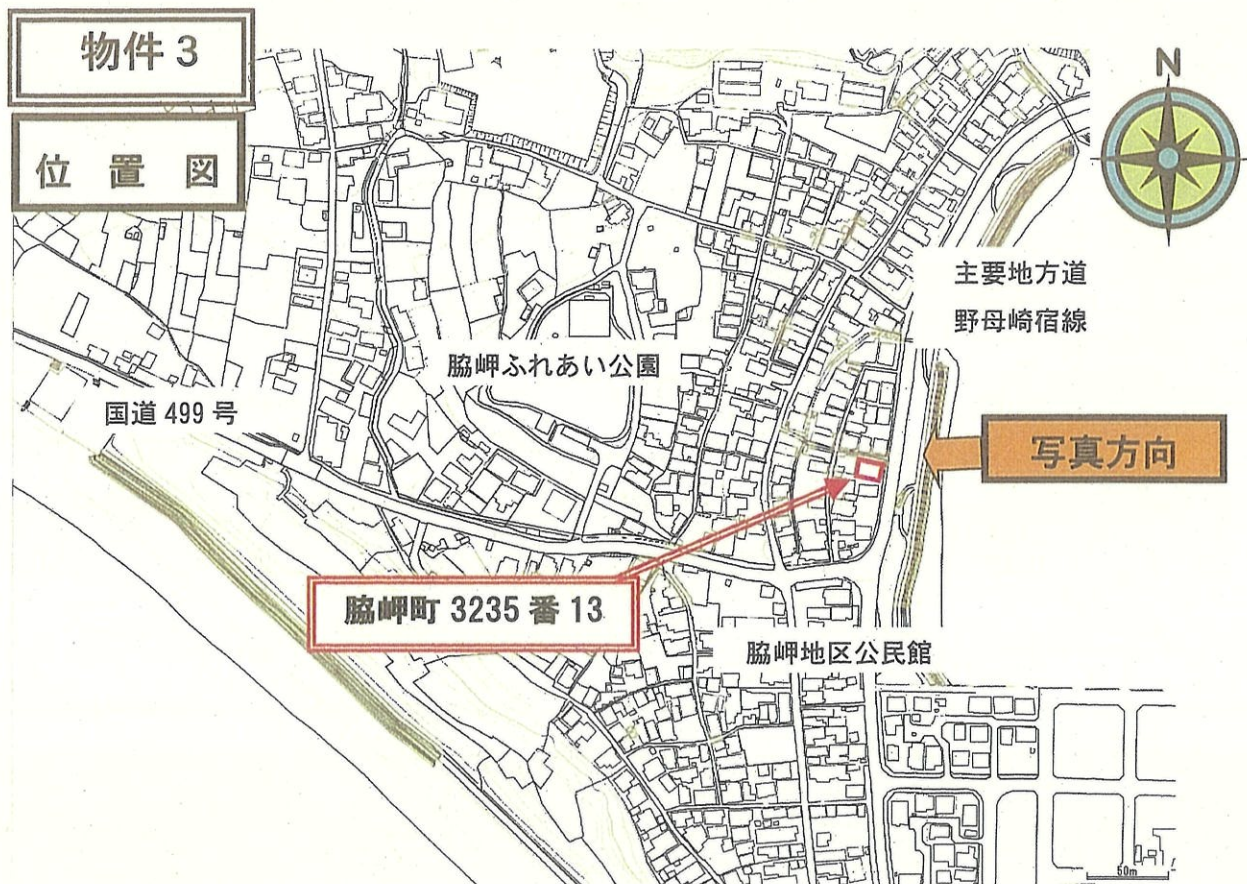 物件 3
位 置 図
N
主要地方道
野母崎宿線
脇岬ふれあい公園
国道 499 号
写真方向
脇岬町 3235 番 13
脇岬地区公民館
50m